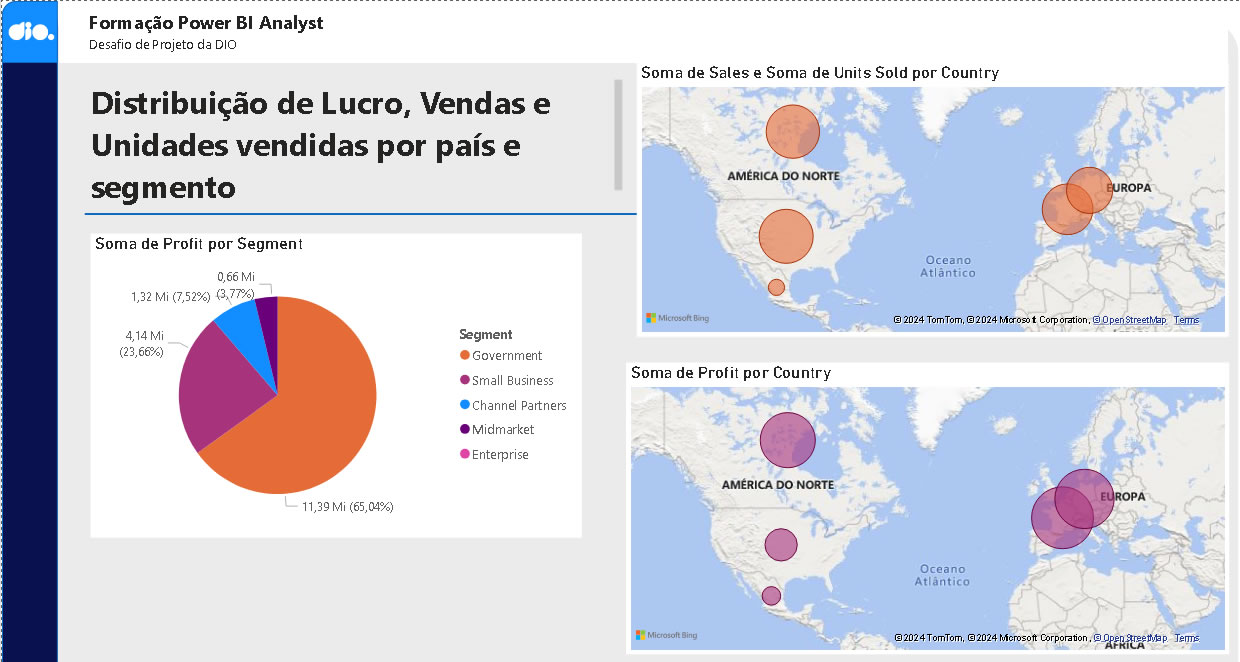 dio.
Formação Power BI Analyst
Desafio de Projeto da DIO
Distribuição de Lucro, Vendas e
Unidades vendidas por país e
segmento
Soma de Profit por Segment
0,66 Mi
(3,77%)
1,32 Mi (7,52%)
4,14 Mi
(23,66%)
11,39 Mi (65,04%)
Segment
Government
Small Business
Channel Partners
Midmarket
Enterprise
Soma de Sales e Soma de Units Sold por Country
AMÉRICA DO NORTE
EUROPA
Oceano
Atlântico
Microsoft Bing
© 2024 TomTom, © 2024 Microsoft Corporation, © OpenStreetMap Terms
Soma de Profit por Country
AMÉRICA DO NORTE
EUROPA
Oceano
Atlântico
Microsoft Bing
© 2024 TomTom, © 2024 Microsoft Corporation, © OpenStreetMap Terms
ÁFRICA